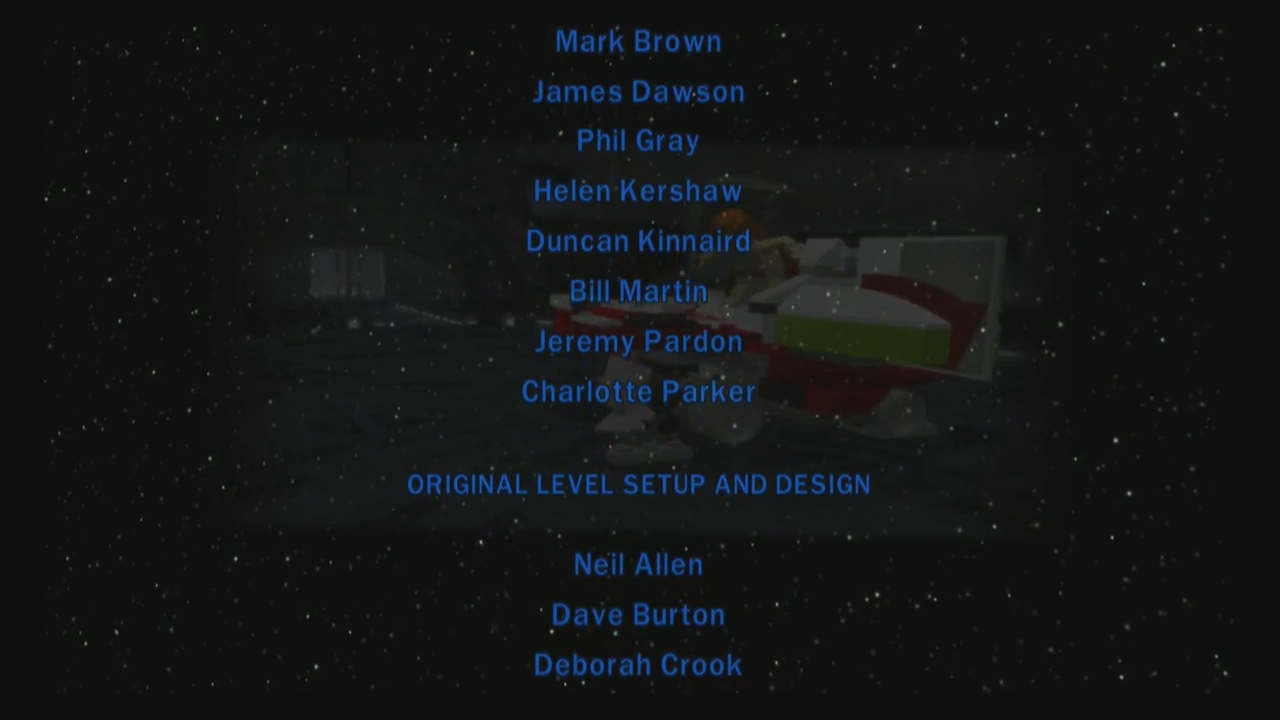 Mark Brown
James Dawson
Phil Gray
Helen Kershaw
Duncan Kinnaird
Bill Martin
Jeremy Pardon
Charlotte Parker
ORIGINAL LEVEL SETUP AND DESIGN
Neil Allen
Dave Burton
Deborah Crook